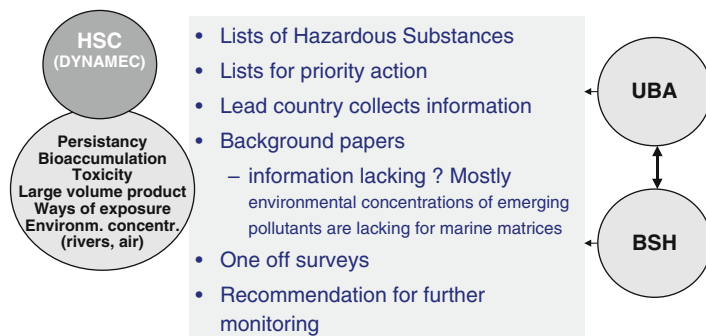 HSC
(DYNAMEC)
Persistancy
Bioaccumulation
Toxicity
Large volume product
Ways of exposure
Environm. concentr.
(rivers, air)
• Lists of Hazardous Substances
• Lists for priority action
• Lead country collects information
• Background papers
– information lacking ? Mostly
environmental concentrations of emerging
pollutants are lacking for marine matrices
• One off surveys
• Recommendation for further
monitoring
UBA
BSH